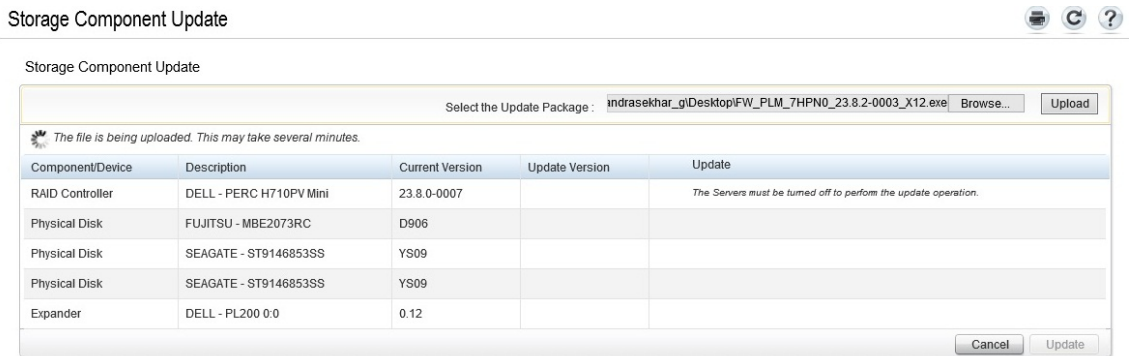 Storage Component Update
?
Storage Component Update
Select the Update Package : andrasekhar_g\Desktop\FW_PLM_7HPN0_23.8.2-0003_X12.exe Browse... Upload
The file is being uploaded. This may take several minutes.
Component/Device Description Current Version Update Version Update
RAID Controller DELL - PERC H710PV Mini 23.8.0-0007 The Servers must be turned off to perform the update operation.
Physical Disk FUJITSU - MBE2073RC D906
Physical Disk SEAGATE - ST9146853SS YS09
Physical Disk SEAGATE - ST9146853SS YS09
Expander DELL - PL200 0:0 0.12
Cancel Update